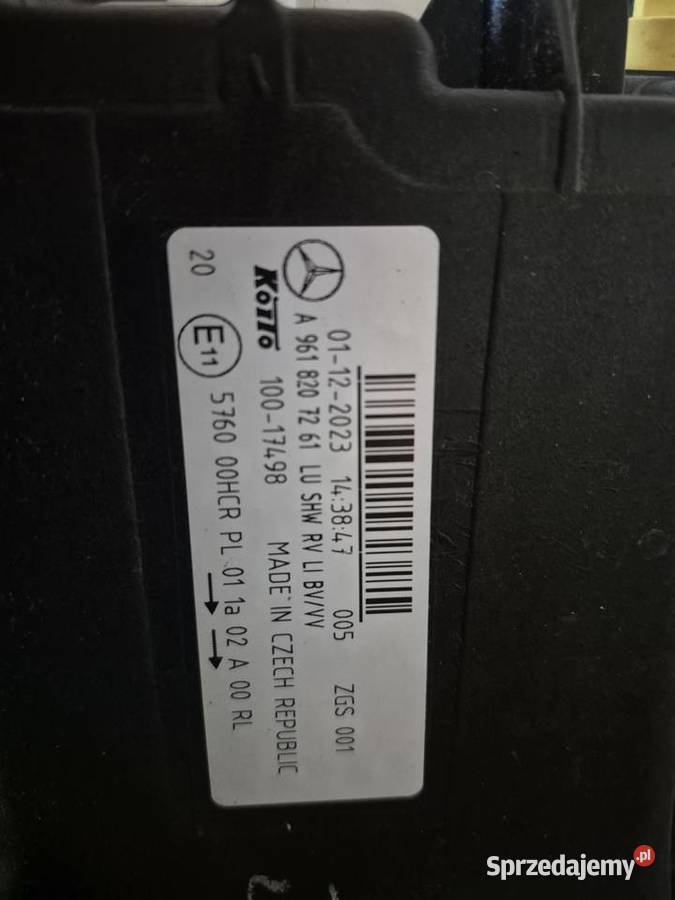 01-12-2023 14:38:47 005 ZGS 001
A 961 820 72 61 LU SHW RV LI BV/VV
Koito 100-17498 MADE IN CZECH REPUBLIC
20 E11 5760 00HCR PL 01 1a 02 A 00 RL
Sprzedajemy.pl